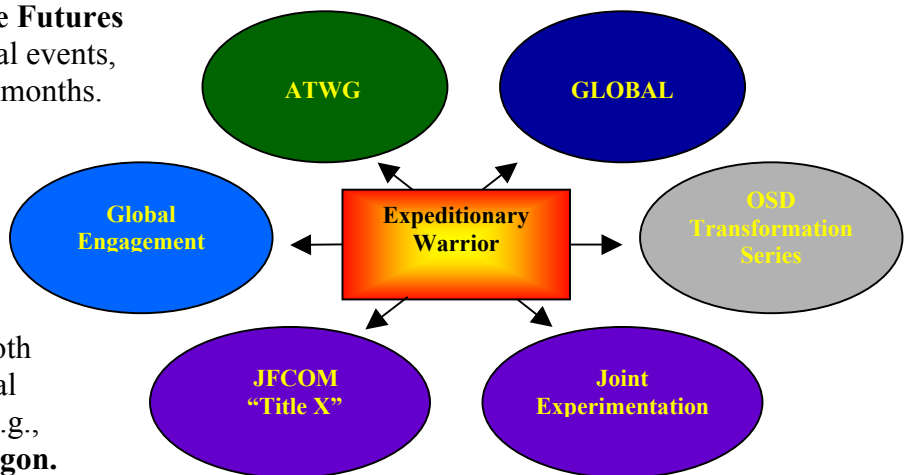 e Futures
al events,
months.
ATWG
GLOBAL
Global
Engagement
Expeditionary
Warrior
OSD
Transformation
Series
oth
al
.g.,
gon.
JFCOM
“Title X”
Joint
Experimentation